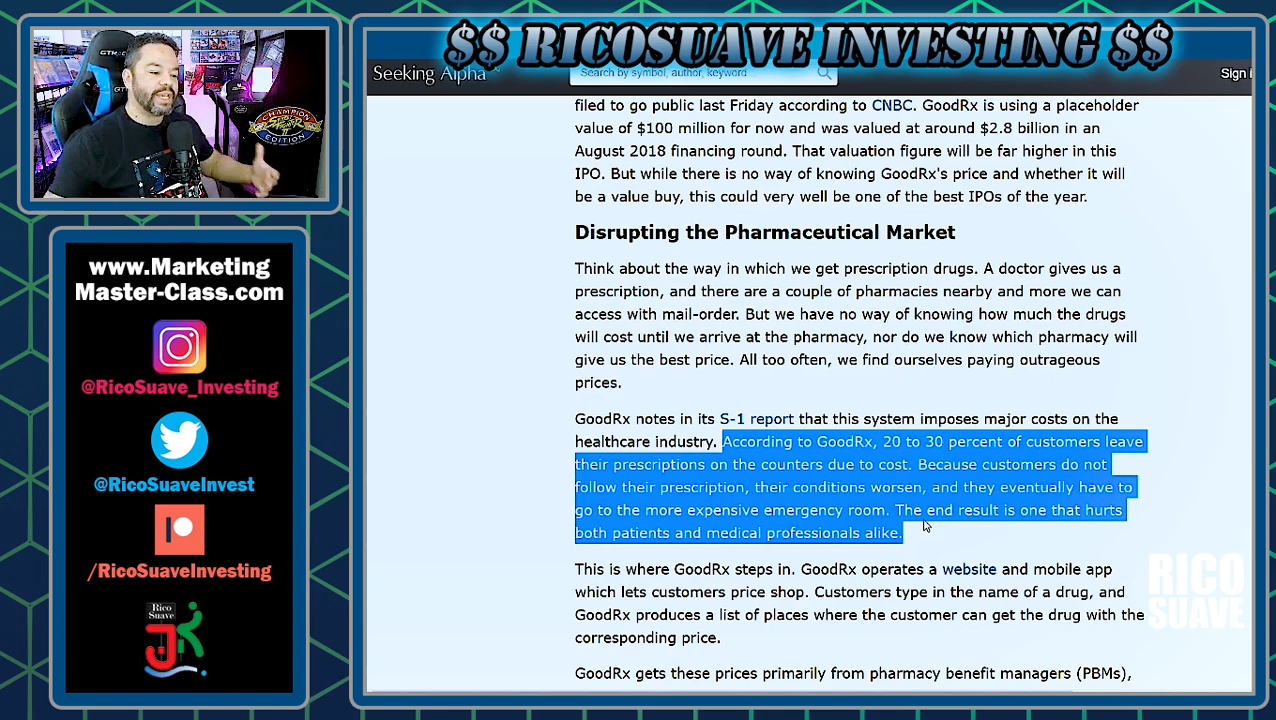 $$ RICOSUAVE INVESTING $$
Seeking Alpha
Search by symbol, author, keyword...
Sign i
filed to go public last Friday according to CNBC. GoodRx is using a placeholder
value of $100 million for now and was valued at around $2.8 billion in an
August 2018 financing round. That valuation figure will be far higher in this
IPO. But while there is no way of knowing GoodRx's price and whether it will
be a value buy, this could very well be one of the best IPOs of the year.
Disrupting the Pharmaceutical Market
Think about the way in which we get prescription drugs. A doctor gives us a
prescription, and there are a couple of pharmacies nearby and more we can
access with mail-order. But we have no way of knowing how much the drugs
will cost until we arrive at the pharmacy, nor do we know which pharmacy will
give us the best price. All too often, we find ourselves paying outrageous
prices.
GoodRx notes in its S-1 report that this system imposes major costs on the
healthcare industry. According to GoodRx, 20 to 30 percent of customers leave
their prescriptions on the counters due to cost. Because customers do not
follow their prescription, their conditions worsen, and they eventually have to
go to the more expensive emergency room. The end result is one that hurts
both patients and medical professionals alike.
This is where GoodRx steps in. GoodRx operates a website and mobile app
which lets customers price shop. Customers type in the name of a drug, and
GoodRx produces a list of places where the customer can get the drug with the
corresponding price.
GoodRx gets these prices primarily from pharmacy benefit managers (PBMs),
RICO
SUAVE
CHAMPION
EDITION
www.Marketing
Master-Class.com
@RicoSuave_Investing
@RicoSuaveInvest
/RicoSuaveInvesting
Rico
Suave
JK